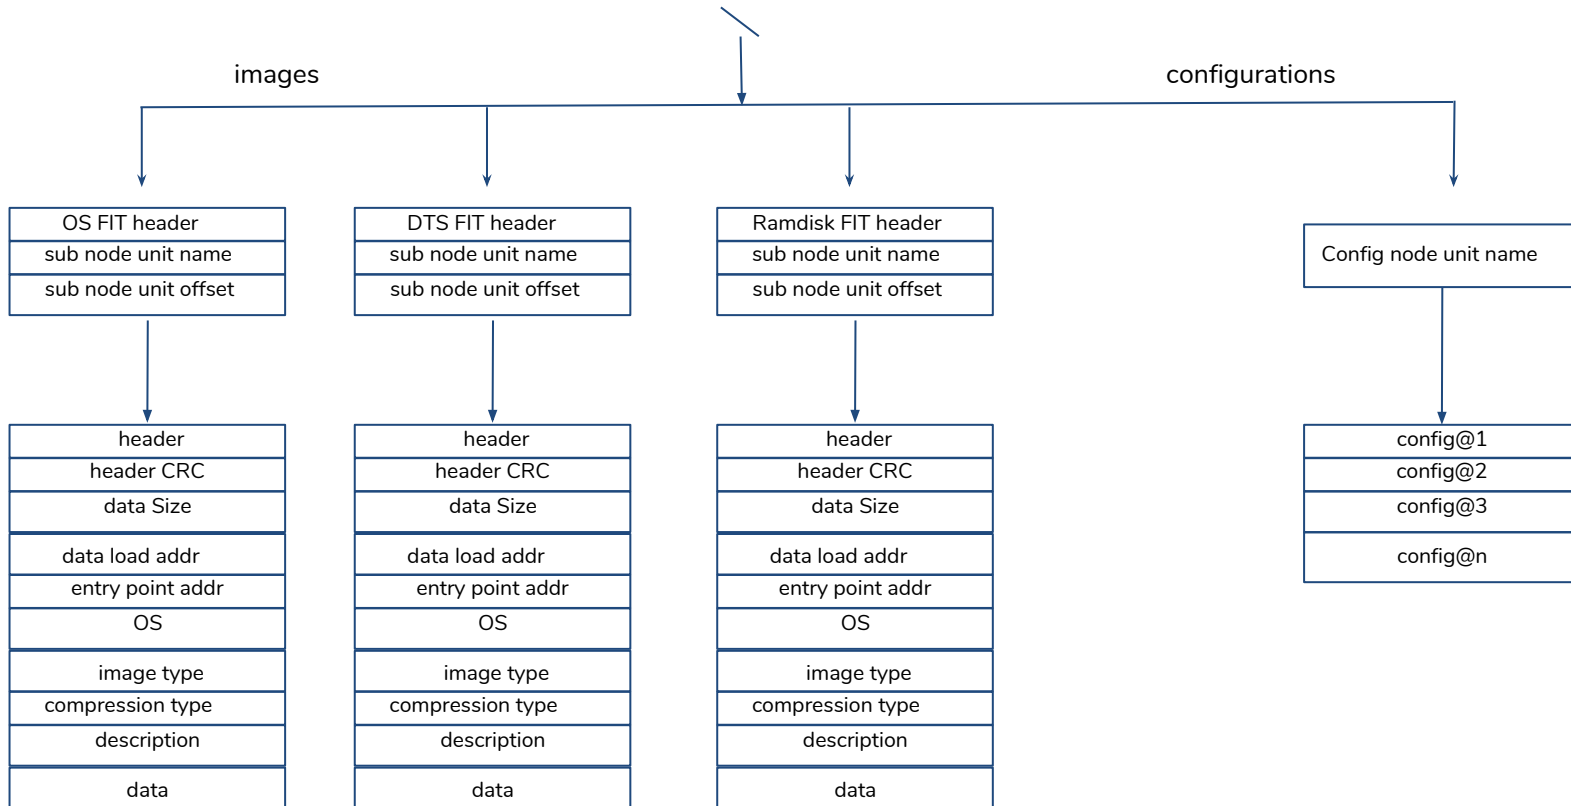 images
configurations
OS FIT header
sub node unit name
sub node unit offset
DTS FIT header
sub node unit name
sub node unit offset
Ramdisk FIT header
sub node unit name
sub node unit offset
Config node unit name
header
header CRC
data Size
data load addr
entry point addr
OS
image type
compression type
description
data
header
header CRC
data Size
data load addr
entry point addr
OS
image type
compression type
description
data
header
header CRC
data Size
data load addr
entry point addr
OS
image type
compression type
description
data
config@1
config@2
config@3
config@n